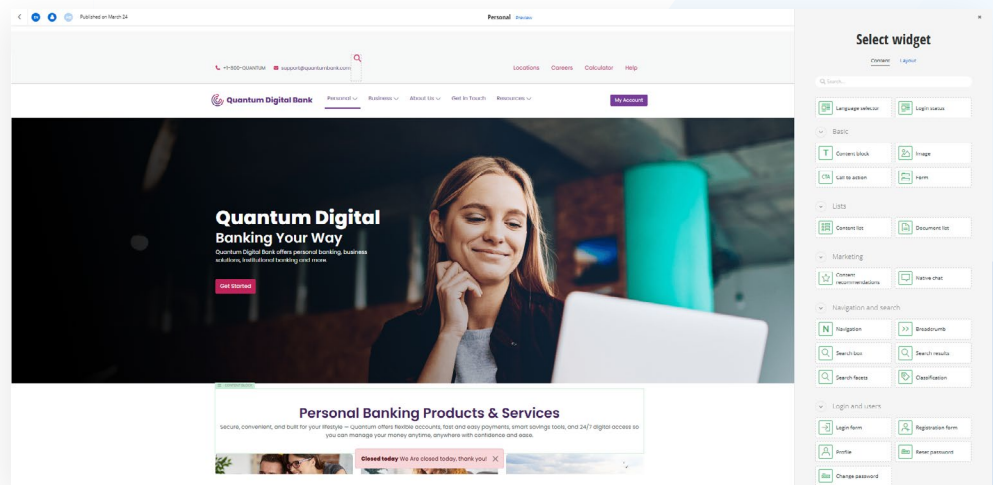 Published on March 24
Personal Preview
+1-800-QUANTUM support@quantumbank.com
Locations Careers Calculator Help
Quantum Digital Bank
Personal Business About Us Get In Touch Resources
My Account
Quantum Digital
Banking Your Way
Quantum Digital Bank offers personal banking, business
solutions, institutional banking and more.
Get Started
Personal Banking Products & Services
Secure, convenient, and built for your lifestyle — Quantum offers flexible accounts, fast and easy payments, smart savings tools, and 24/7 digital access so
you can manage your money anytime, anywhere with confidence and ease.
Closed today We Are closed today, thank you!
Select widget
Content Layout
Search...
Language selector Login status
Basic
Content block Image
CTA Call to action Form
Lists
Content list Document list
Marketing
Content
recommendations
Native chat
Navigation and search
N Navigation Breadcrumb
Search box Search results
Search facets Classification
Login and users
Login form Registration form
Profile Reset password
Change password